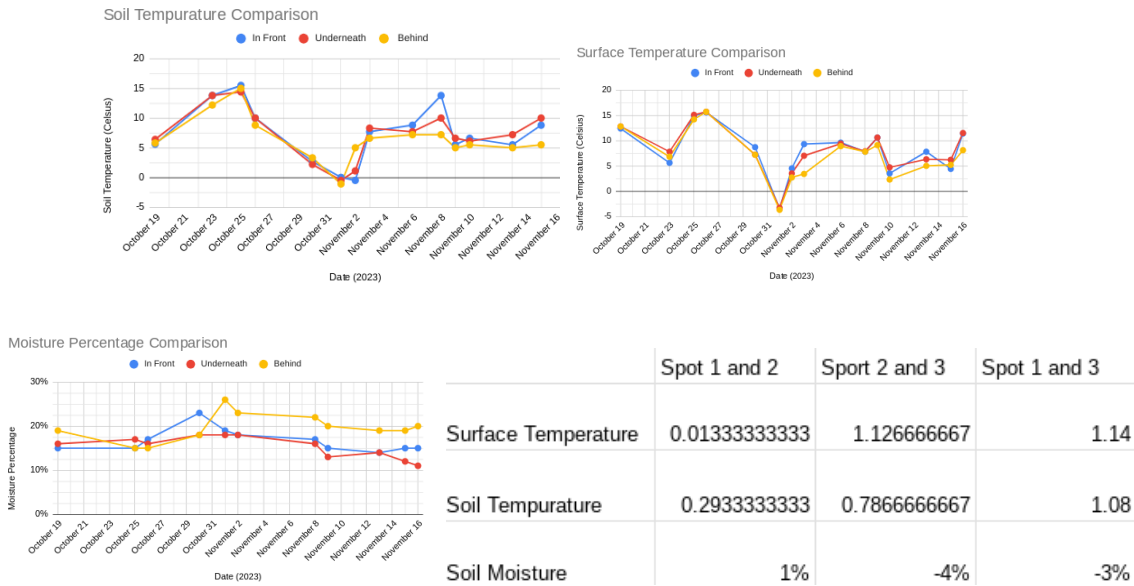 Soil Tempurature Comparison
In Front Underneath Behind
20
15
10
5
0
-5
Soil Temperature (Celsius)
October 19 October 21 October 23 October 25 October 27 October 29 October 31 November 2 November 4 November 6 November 8 November 10 November 12 November 14 November 16
Date (2023)
Surface Temperature Comparison
In Front Underneath Behind
20
15
10
5
0
-5
Surface Temperature (Celsius)
October 19 October 21 October 23 October 25 October 27 October 29 October 31 November 2 November 4 November 6 November 8 November 10 November 12 November 14 November 16
Date (2023)
Moisture Percentage Comparison
In Front Underneath Behind
30%
20%
10%
0%
Moisture Percentage
October 19 October 21 October 23 October 25 October 27 October 29 October 31 November 2 November 4 November 6 November 8 November 10 November 12 November 14 November 16
Date (2023)
Spot 1 and 2 Sport 2 and 3 Spot 1 and 3
Surface Temperature 0.01333333333 1.126666667 1.14
Soil Tempurature 0.2933333333 0.7866666667 1.08
Soil Moisture 1% -4% -3%